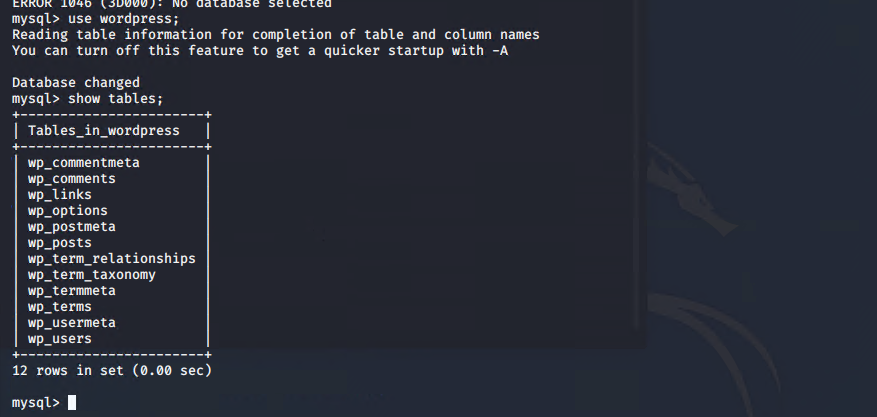 ERROR 1046 (3D000): No database selected
mysql> use wordpress;
Reading table information for completion of table and column names
You can turn off this feature to get a quicker startup with -A

Database changed
mysql> show tables;
+-----------------------+
| Tables_in_wordpress   |
+-----------------------+
| wp_commentmeta        |
| wp_comments           |
| wp_links              |
| wp_options            |
| wp_postmeta           |
| wp_posts              |
| wp_term_relationships |
| wp_term_taxonomy      |
| wp_termmeta           |
| wp_terms              |
| wp_usermeta           |
| wp_users              |
+-----------------------+
12 rows in set (0.00 sec)

mysql>